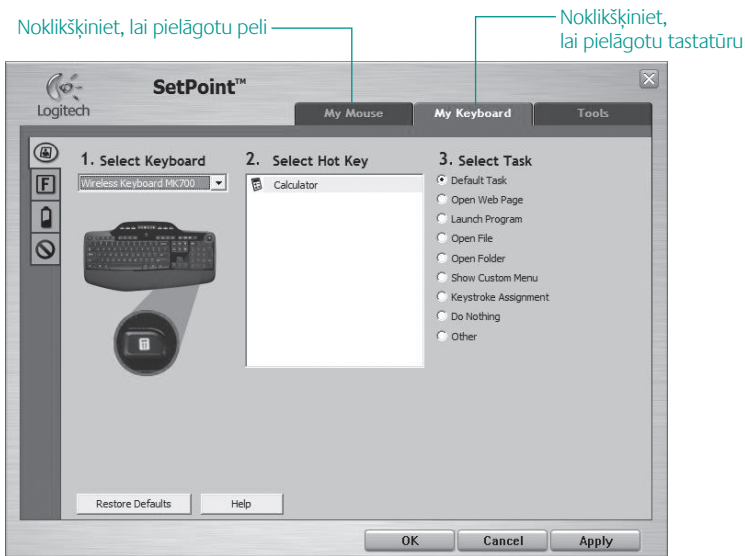 Noklikšķiniet, lai pielāgotu peli
Noklikšķiniet,
lai pielāgotu tastatūru
Logitech
SetPoint™
My Mouse
My Keyboard
Tools
1. Select Keyboard
Wireless Keyboard MK700
2. Select Hot Key
Calculator
3. Select Task
Default Task
Open Web Page
Launch Program
Open File
Open Folder
Show Custom Menu
Keystroke Assignment
Do Nothing
Other
F
Restore Defaults
Help
OK
Cancel
Apply